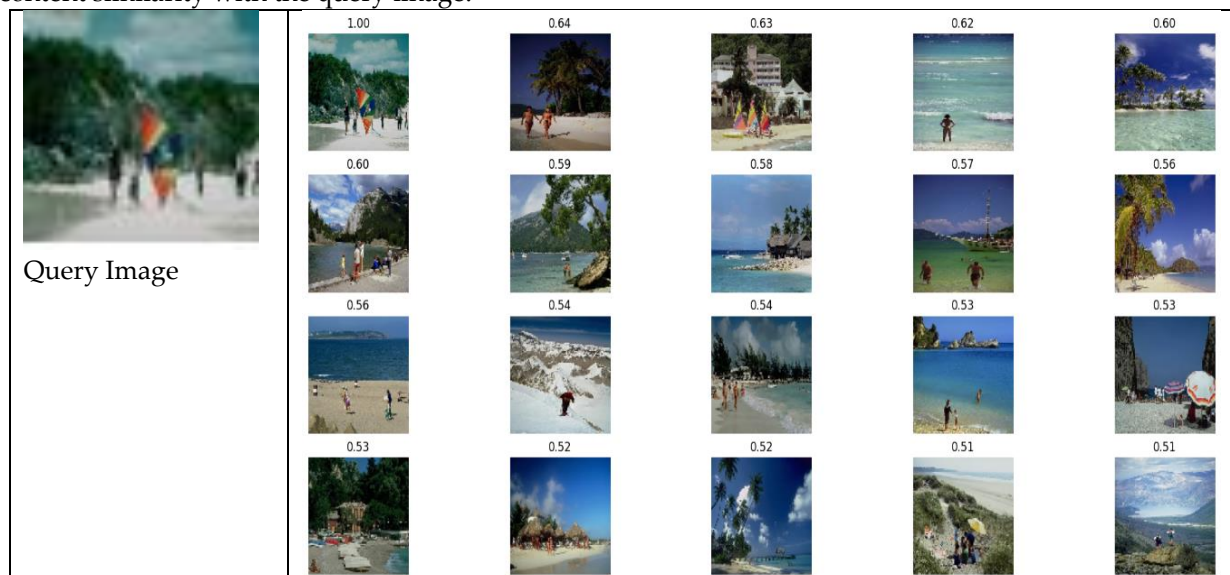 content similarity with the query image.
1.00 0.64 0.63 0.62 0.60
Query Image
0.60 0.59 0.58 0.57 0.56
0.56 0.54 0.54 0.53 0.53
0.53 0.52 0.52 0.51 0.51